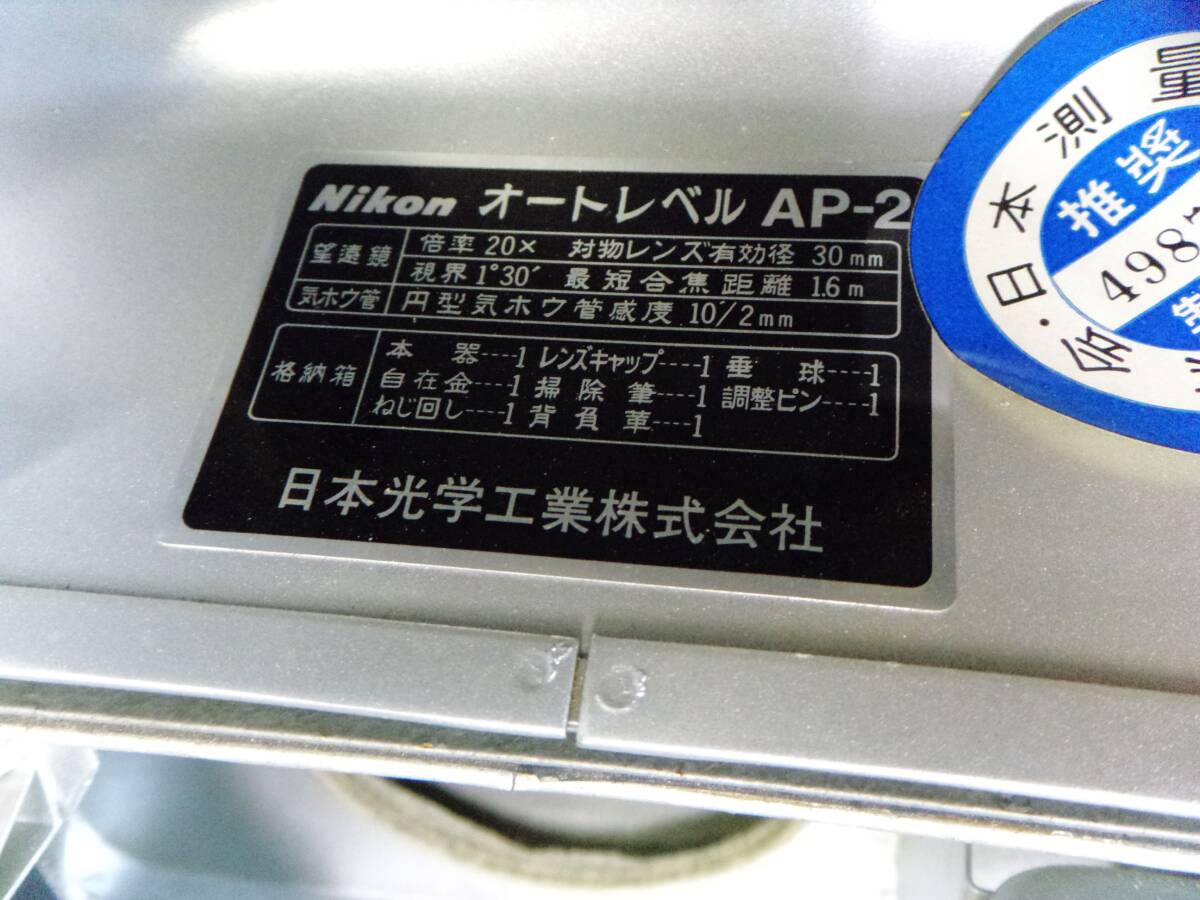 Nikon オートレベル AP-2
望遠鏡 倍率 20× 対物レンズ有効径 30mm
視界 1°30′ 最短合焦距離 1.6m
気ホウ管 円型気ホウ管感度 10′/2mm
格納箱 本器----1 レンズキャップ----1 垂球----1
自在金----1 掃除筆----1 調整ピン-----1
ねじ回し----1 背負革----1
日本光学工業株式会社
日本測量
推奨
498